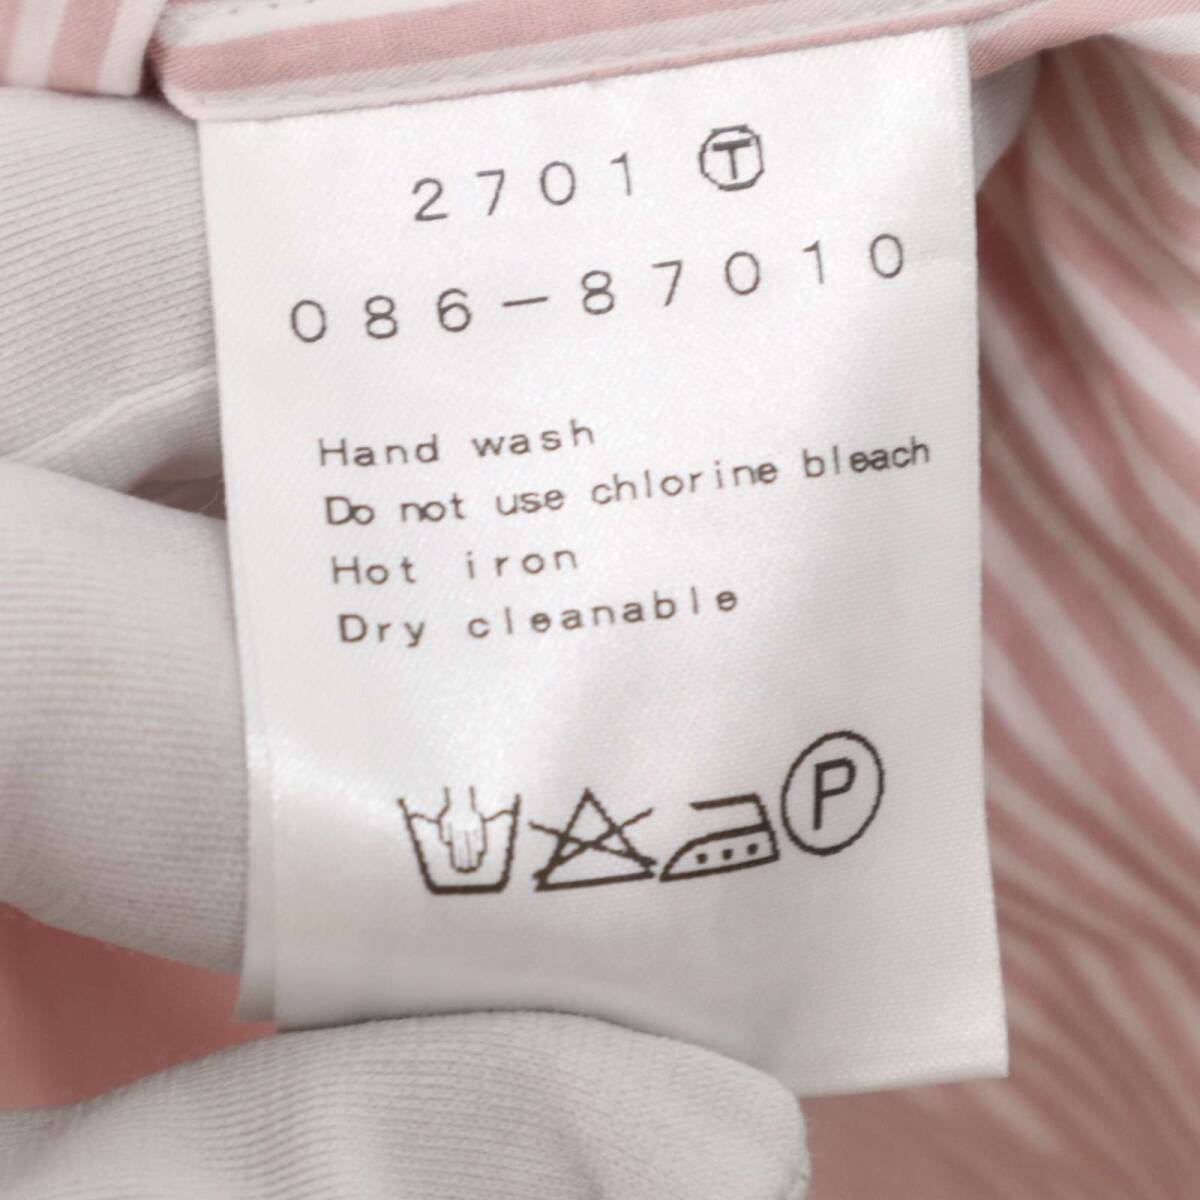 2701 Ⓣ
086-87010
Hand wash
Do not use chlorine bleach
Hot iron
Dry cleanable
P